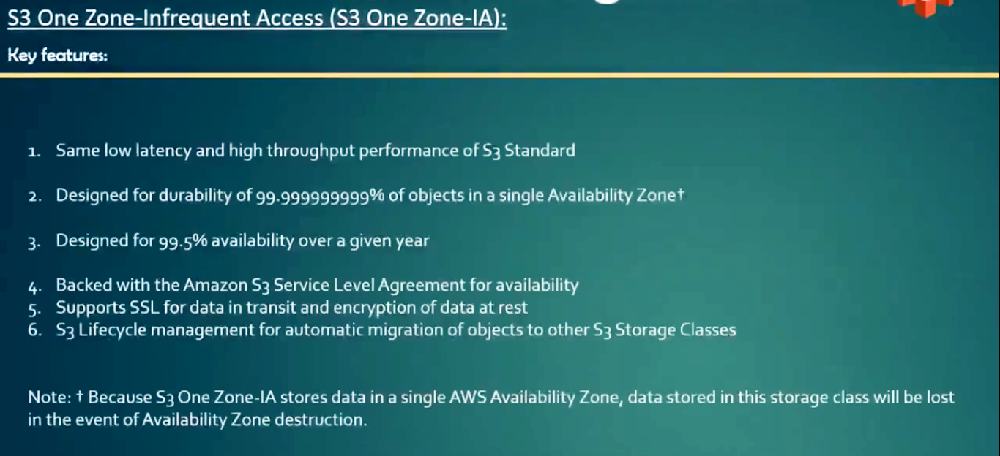 S3 One Zone-Infrequent Access (S3 One Zone-IA):
Key features:
1. Same low latency and high throughput performance of S3 Standard
2. Designed for durability of 99.999999999% of objects in a single Availability Zone†
3. Designed for 99.5% availability over a given year
4. Backed with the Amazon S3 Service Level Agreement for availability
5. Supports SSL for data in transit and encryption of data at rest
6. S3 Lifecycle management for automatic migration of objects to other S3 Storage Classes
Note: † Because S3 One Zone-IA stores data in a single AWS Availability Zone, data stored in this storage class will be lost
in the event of Availability Zone destruction.